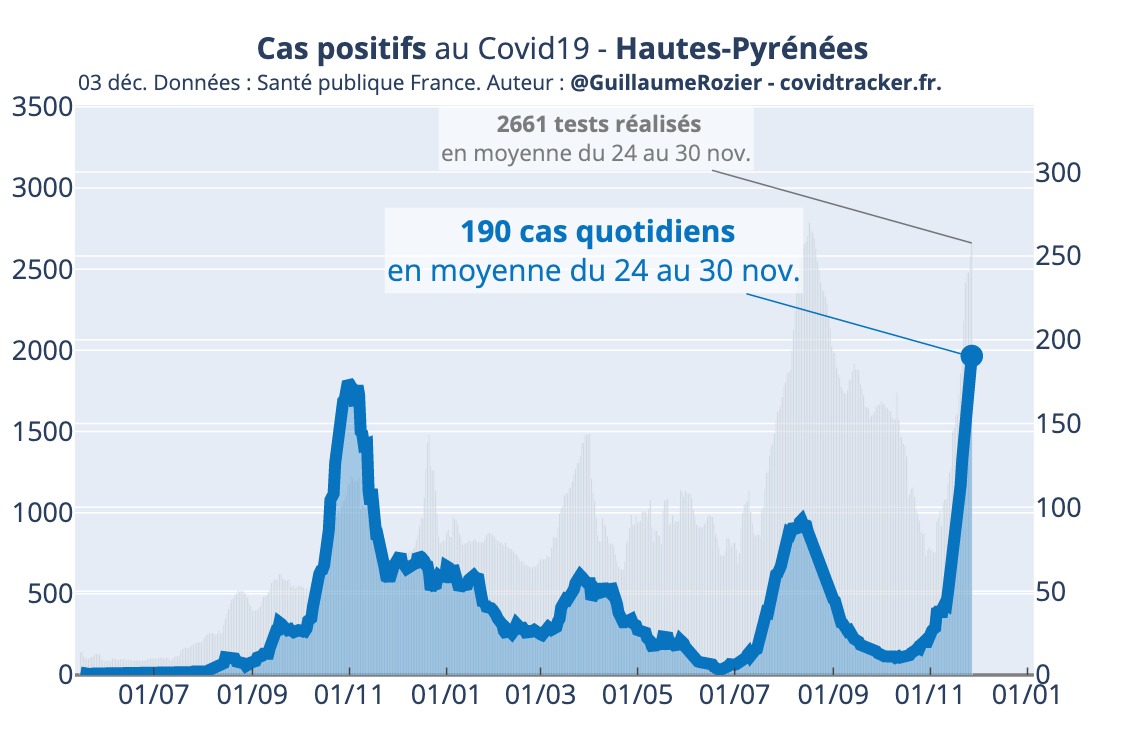 Cas positifs au Covid19 - Hautes-Pyrénées
03 déc. Données : Santé publique France. Auteur : @GuillaumeRozier - covidtracker.fr.
3500
2661 tests réalisés
en moyenne du 24 au 30 nov.
300
3000
190 cas quotidiens
en moyenne du 24 au 30 nov.
250
2500
200
2000
150
1500
100
1000
50
500
0
0
01/07 01/09 01/11 01/01 01/03 01/05 01/07 01/09 01/11 01/01